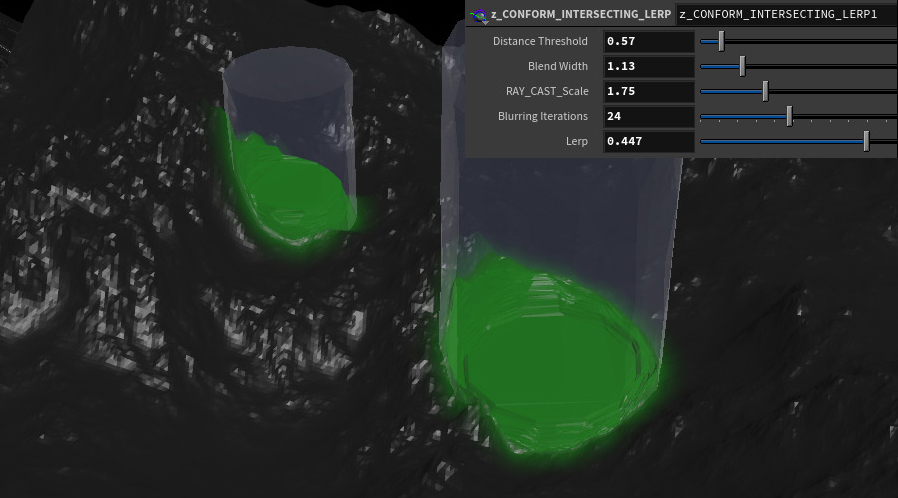 z_CONFORM_INTERSECTING_LERP z_CONFORM_INTERSECTING_LERP1
Distance Threshold 0.57
Blend Width 1.13
RAY_CAST_Scale 1.75
Blurring Iterations 24
Lerp 0.447